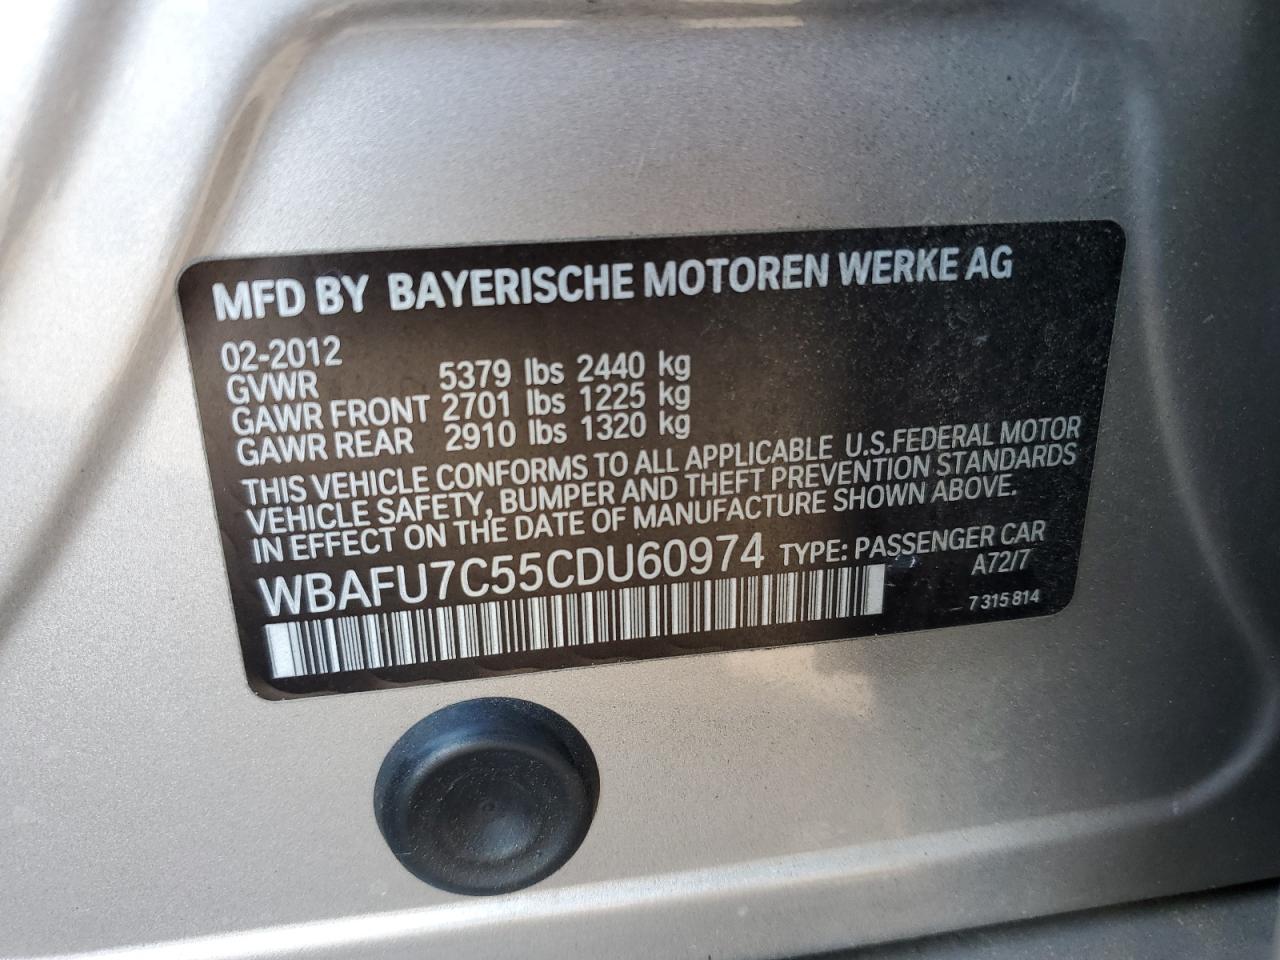 MFD BY BAYERISCHE MOTOREN WERKE AG
02-2012
GVWR 5379 lbs 2440 kg
GAWR FRONT 2701 lbs 1225 kg
GAWR REAR 2910 lbs 1320 kg
THIS VEHICLE CONFORMS TO ALL APPLICABLE U.S.FEDERAL MOTOR
VEHICLE SAFETY, BUMPER AND THEFT PREVENTION STANDARDS
IN EFFECT ON THE DATE OF MANUFACTURE SHOWN ABOVE.
WBAFU7C55CDU60974 TYPE: PASSENGER CAR
A72/7
7 315 814